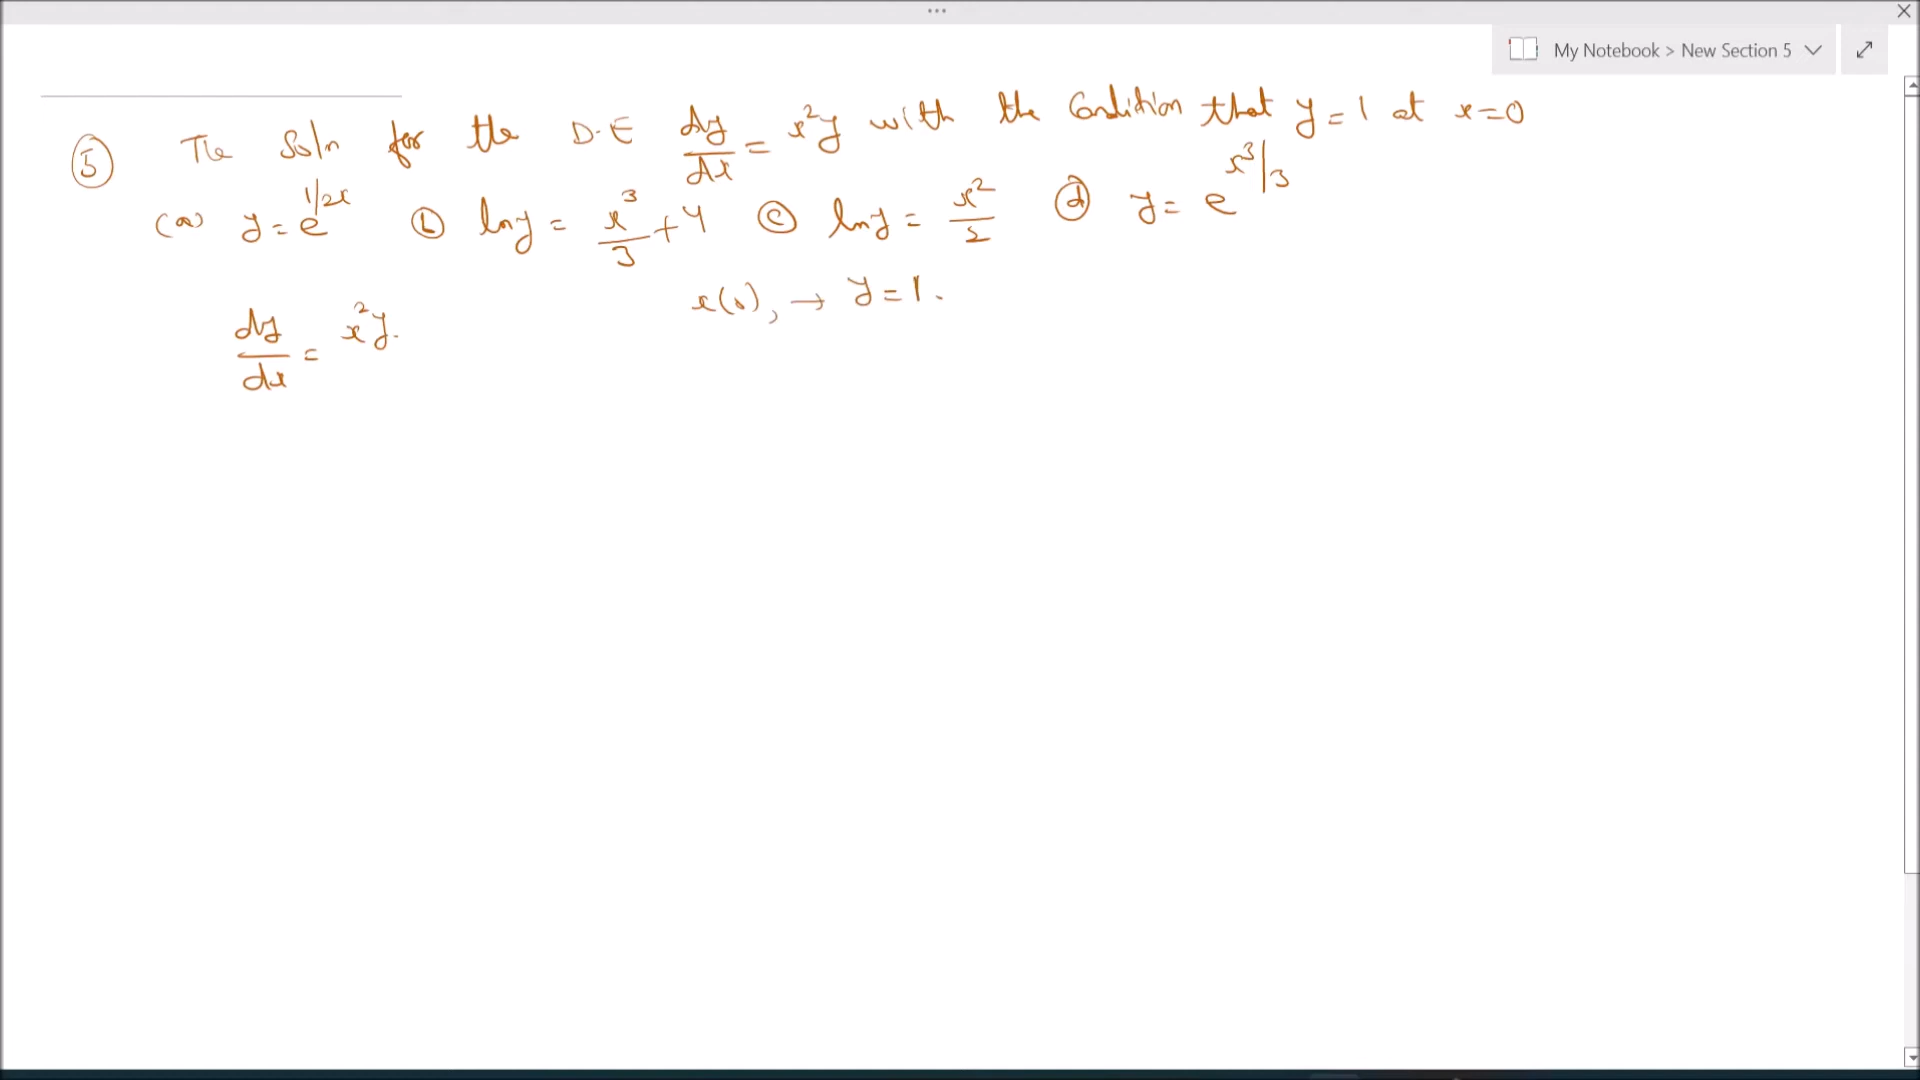 My Notebook > New Section 5
⑤ The Soln for the D.E dy/dx = x²y with the Condition that y = 1 at x = 0
(a) y = e^{1/2x} ⓑ ln y = x³/3 + 4 ⓒ ln y = x²/2 ⓓ y = e^{x³/3}
x(0), → y = 1.
dy/dx = x²y.